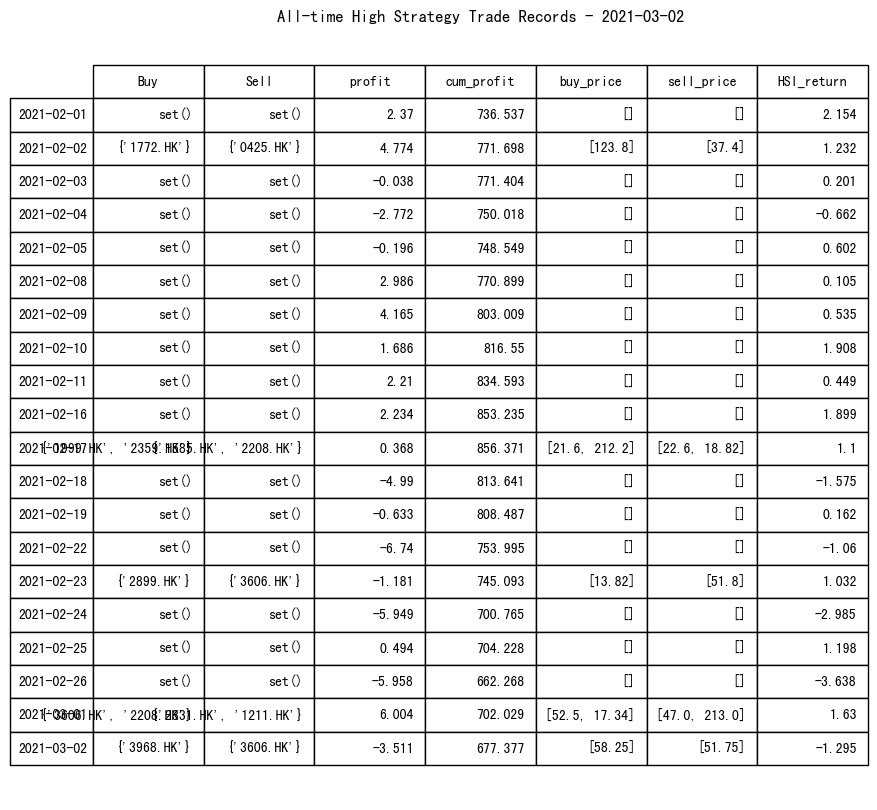 All-time High Strategy Trade Records - 2021-03-02
Buy Sell profit cum_profit buy_price sell_price HSI_return
2021-02-01 set() set() 2.37 736.537 [] [] 2.154
2021-02-02 {'1772.HK'} {'0425.HK'} 4.774 771.698 [123.8] [37.4] 1.232
2021-02-03 set() set() -0.038 771.404 [] [] 0.201
2021-02-04 set() set() -2.772 750.018 [] [] -0.662
2021-02-05 set() set() -0.196 748.549 [] [] 0.602
2021-02-08 set() set() 2.986 770.899 [] [] 0.105
2021-02-09 set() set() 4.165 803.009 [] [] 0.535
2021-02-10 set() set() 1.686 816.55 [] [] 1.908
2021-02-11 set() set() 2.21 834.593 [] [] 0.449
2021-02-16 set() set() 2.234 853.235 [] [] 1.899
2021-02-17 '2359.HK'} '2208.HK'} 0.368 856.371 [21.6, 212.2] [22.6, 18.82] 1.1
2021-02-18 set() set() -4.99 813.641 [] [] -1.575
2021-02-19 set() set() -0.633 808.487 [] [] 0.162
2021-02-22 set() set() -6.74 753.995 [] [] -1.06
2021-02-23 {'2899.HK'} {'3606.HK'} -1.181 745.093 [13.82] [51.8] 1.032
2021-02-24 set() set() -5.949 700.765 [] [] -2.985
2021-02-25 set() set() 0.494 704.228 [] [] 1.198
2021-02-26 set() set() -5.958 662.268 [] [] -3.638
2021-03-01 '2208.HK'} '1211.HK'} 6.004 702.029 [52.5, 17.34] [47.0, 213.0] 1.63
2021-03-02 {'3968.HK'} {'3606.HK'} -3.511 677.377 [58.25] [51.75] -1.295